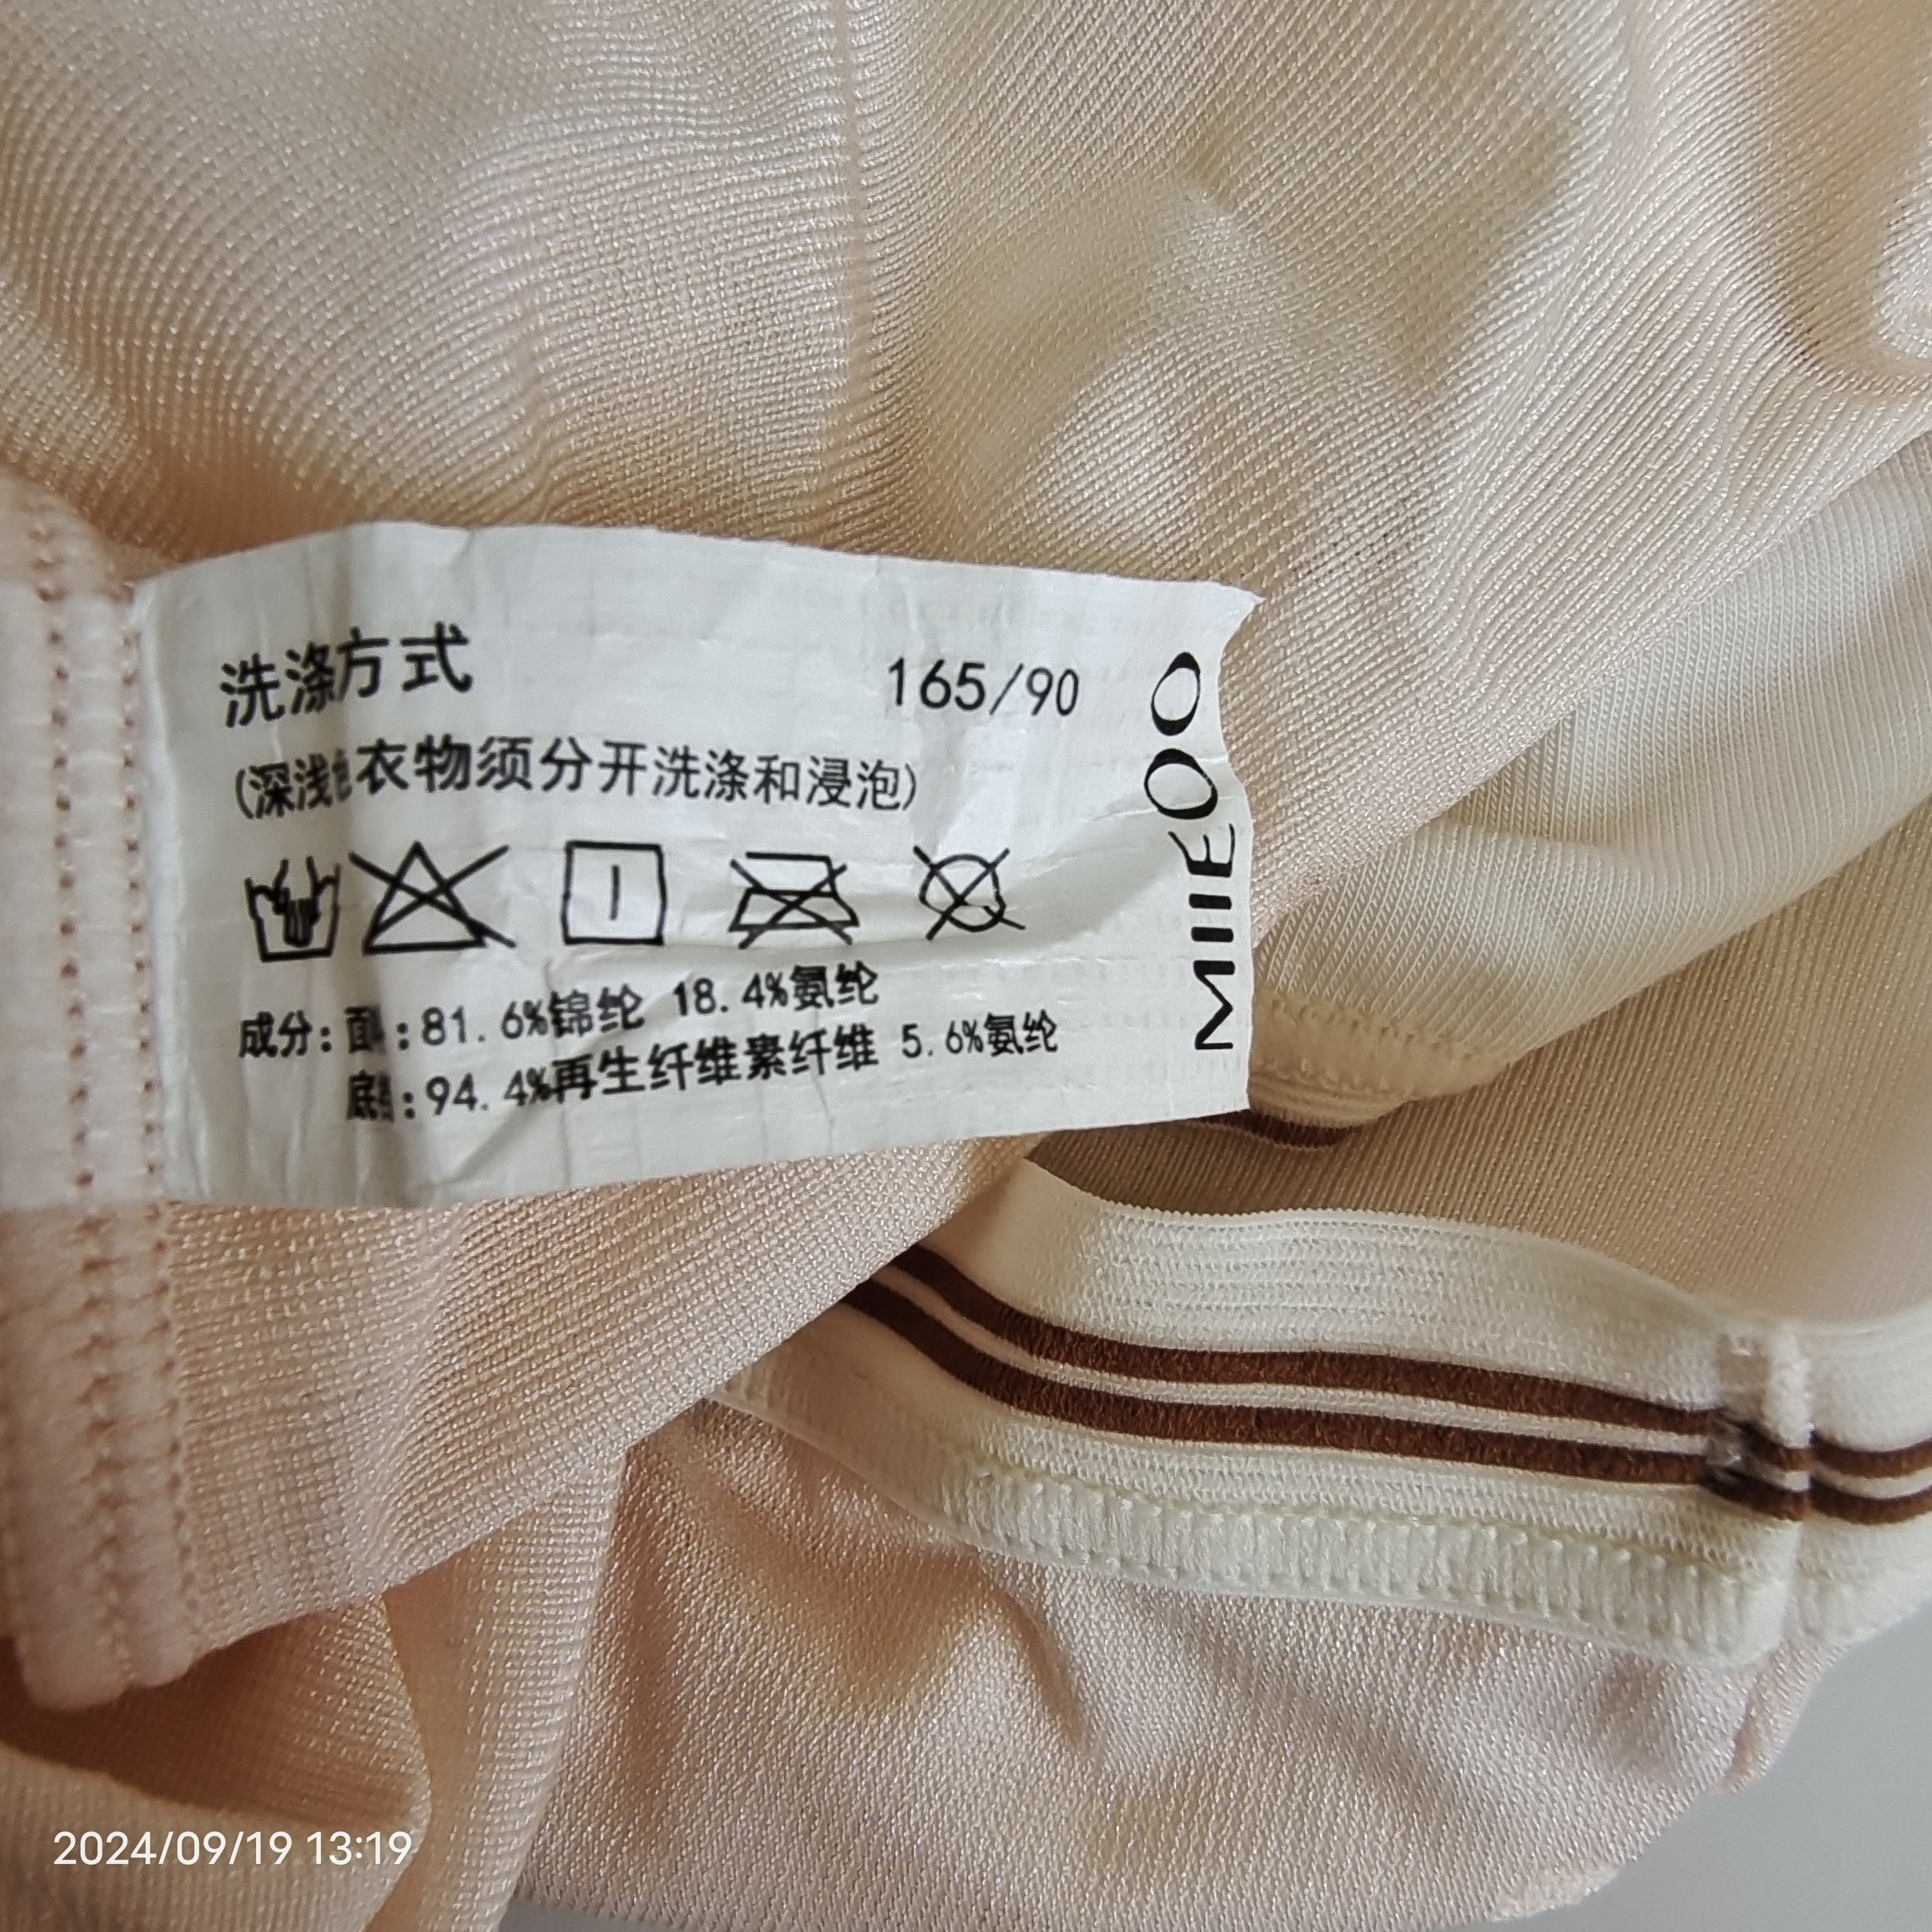 洗涤方式
165/90
(深浅色衣物须分开洗涤和浸泡)
成分: 面料:81.6%锦纶 18.4%氨纶
底裆:94.4%再生纤维素纤维 5.6%氨纶
MIIEOO
2024/09/19 13:19